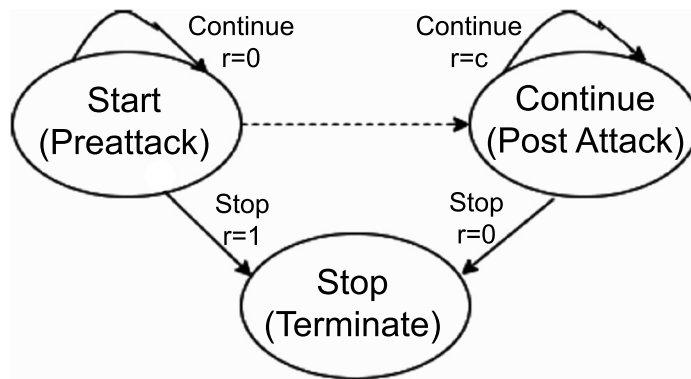 Continue
r=0
Continue
r=c
Start
(Preattack)
Continue
(Post Attack)
Stop
r=1
Stop
r=0
Stop
(Terminate)